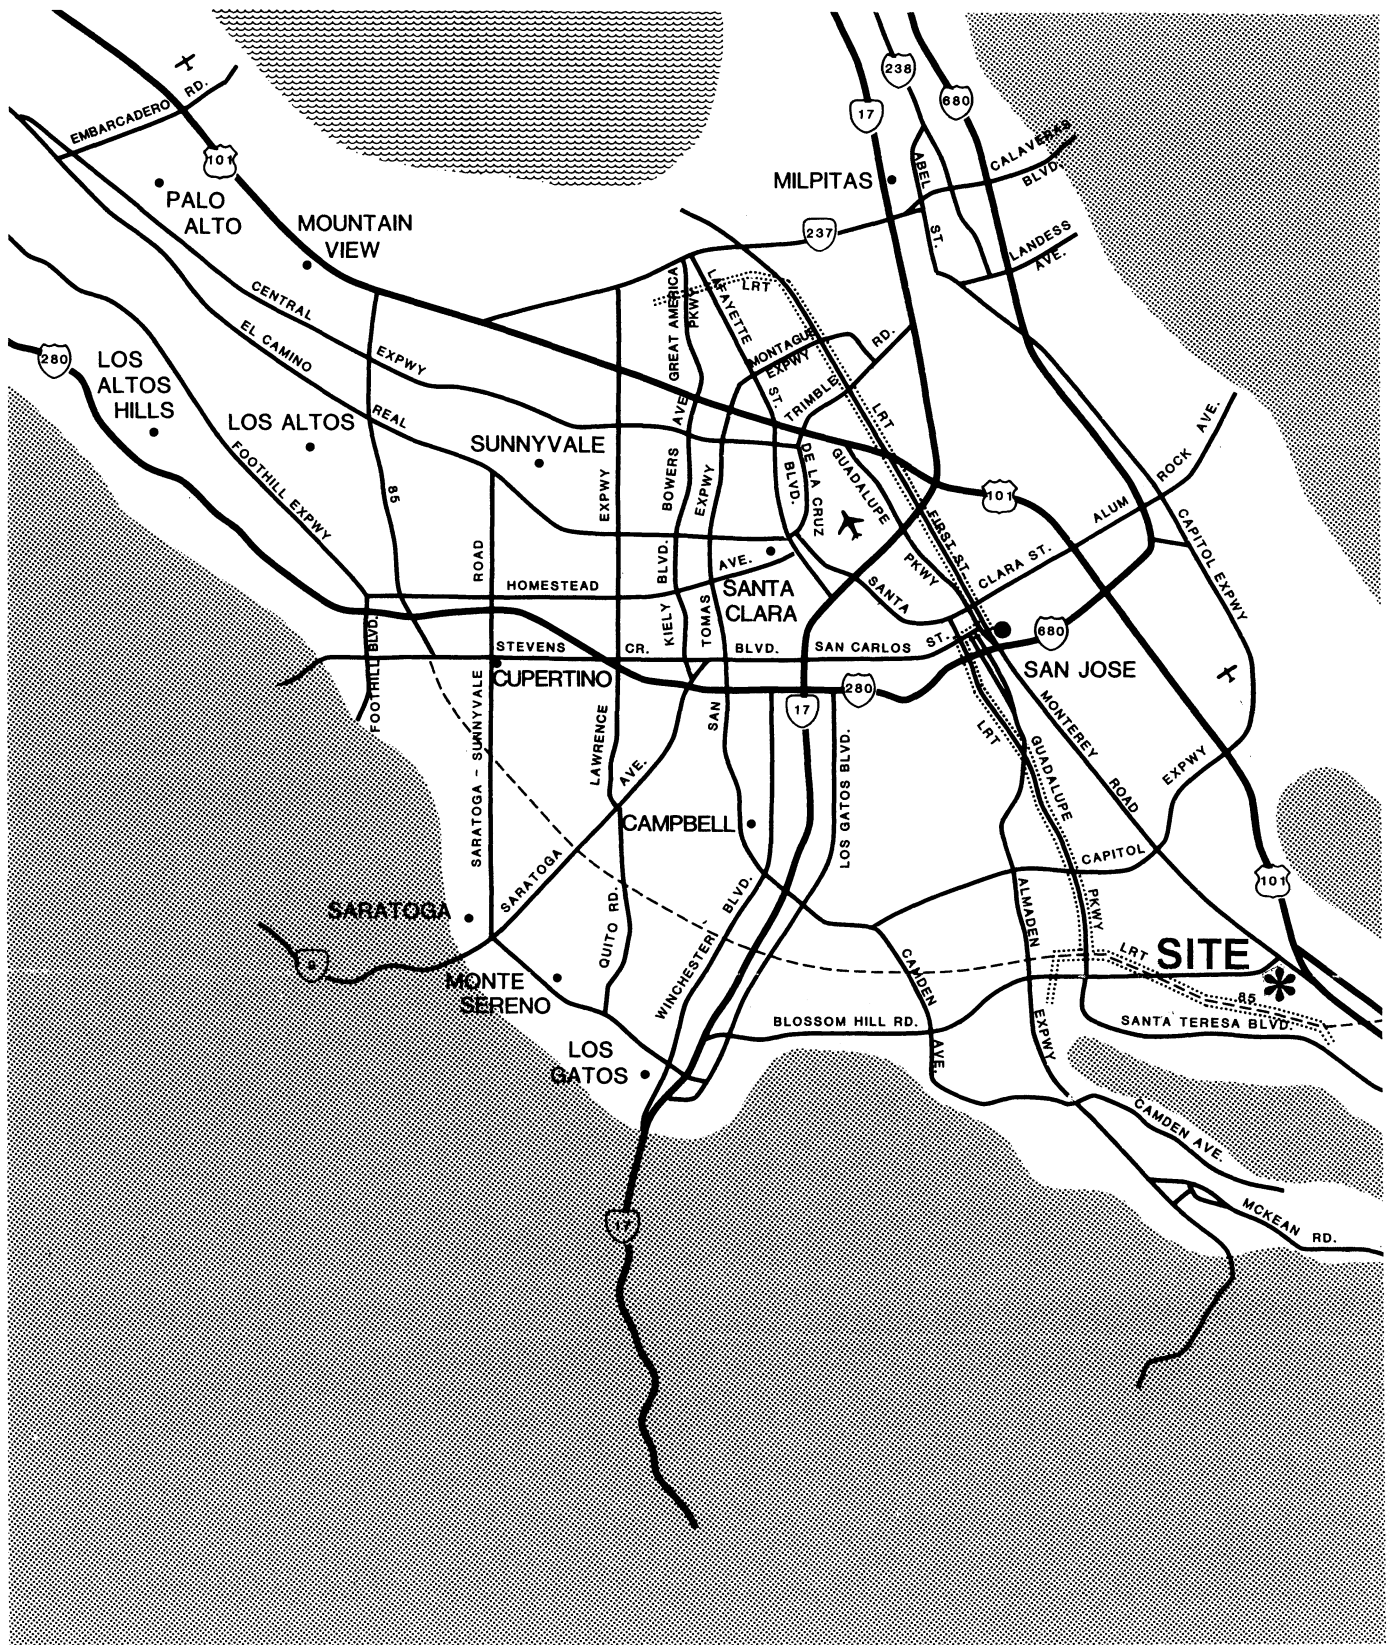 238
680
17
EMBARCADERO RD.
101
CALAVERAS
BLVD.
ABEL
ST.
MILPITAS
PALO
ALTO
MOUNTAIN
VIEW
237
LANDESS
AVE.
LRT
CENTRAL
EXPWY
EL CAMINO
REAL
GREAT AMERICA
PKWY
LAFAYETTE
ST.
MONTAGUE
EXPWY
TRIMBLE
RD.
LRT
280
LOS
ALTOS
HILLS
LOS ALTOS
SUNNYVALE
FOOTHILL EXPWY
85
BOWERS
AVE.
EXPWY
EXPWY
BLVD.
DE LA CRUZ
GUADALUPE
PKWY
FIRST ST.
101
ALUM
ROCK
AVE.
CAPITOL EXPWY
ROAD
HOMESTEAD
AVE.
KIELY
BLVD.
TOMAS
SAN
SANTA
CLARA
SANTA
CLARA ST.
STEVENS
CR.
BLVD.
SAN CARLOS
ST.
680
SAN JOSE
FOOTHILL BLVD.
CUPERTINO
280
17
LRT
MONTEREY
ROAD
GUADALUPE
PKWY
EXPWY
CAPITOL
SARATOGA - SUNNYVALE
LAWRENCE
SARATOGA
AVE.
LOS GATOS BLVD.
CAMPBELL
101
SARATOGA
QUITO RD.
WINCHESTER
BLVD.
ALMADEN
EXPWY
CAMDEN
AVE.
LRT
SITE
9
MONTE
SERENO
85
BLOSSOM HILL RD.
SANTA TERESA BLVD.
LOS
GATOS
CAMDEN AVE.
17
MCKEAN RD.